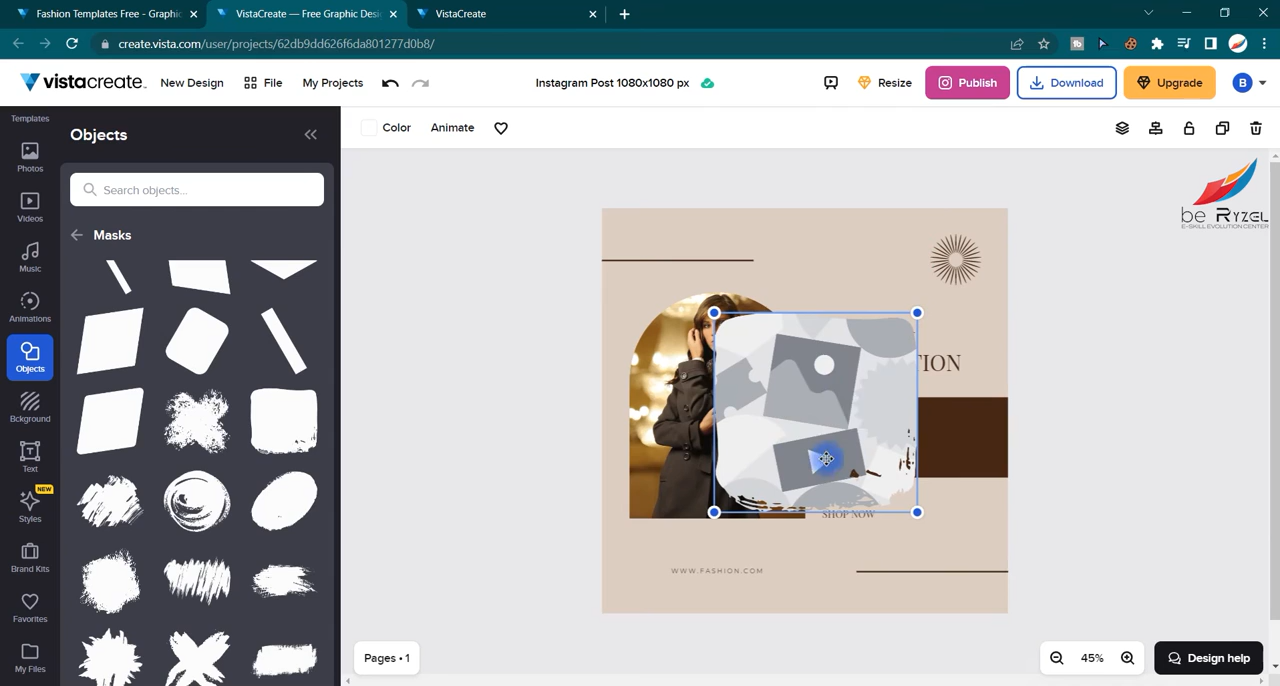 Fashion Templates Free - Graphic
VistaCreate — Free Graphic Desi
VistaCreate
create.vista.com/user/projects/62db9dd626f6da801277d0b8/
vistacreate
New Design
File
My Projects
Instagram Post 1080x1080 px
Resize
Publish
Download
Upgrade
B
Templates
Photos
Videos
Music
Animations
Objects
Bckground
Text
NEW
Styles
Brand Kits
Favorites
My Files
Objects
Search objects...
Masks
Color
Animate
be RYZEL
E-SKILL EVOLUTION CENTER
TION
SHOP NOW
WWW.FASHION.COM
Pages • 1
45%
Design help